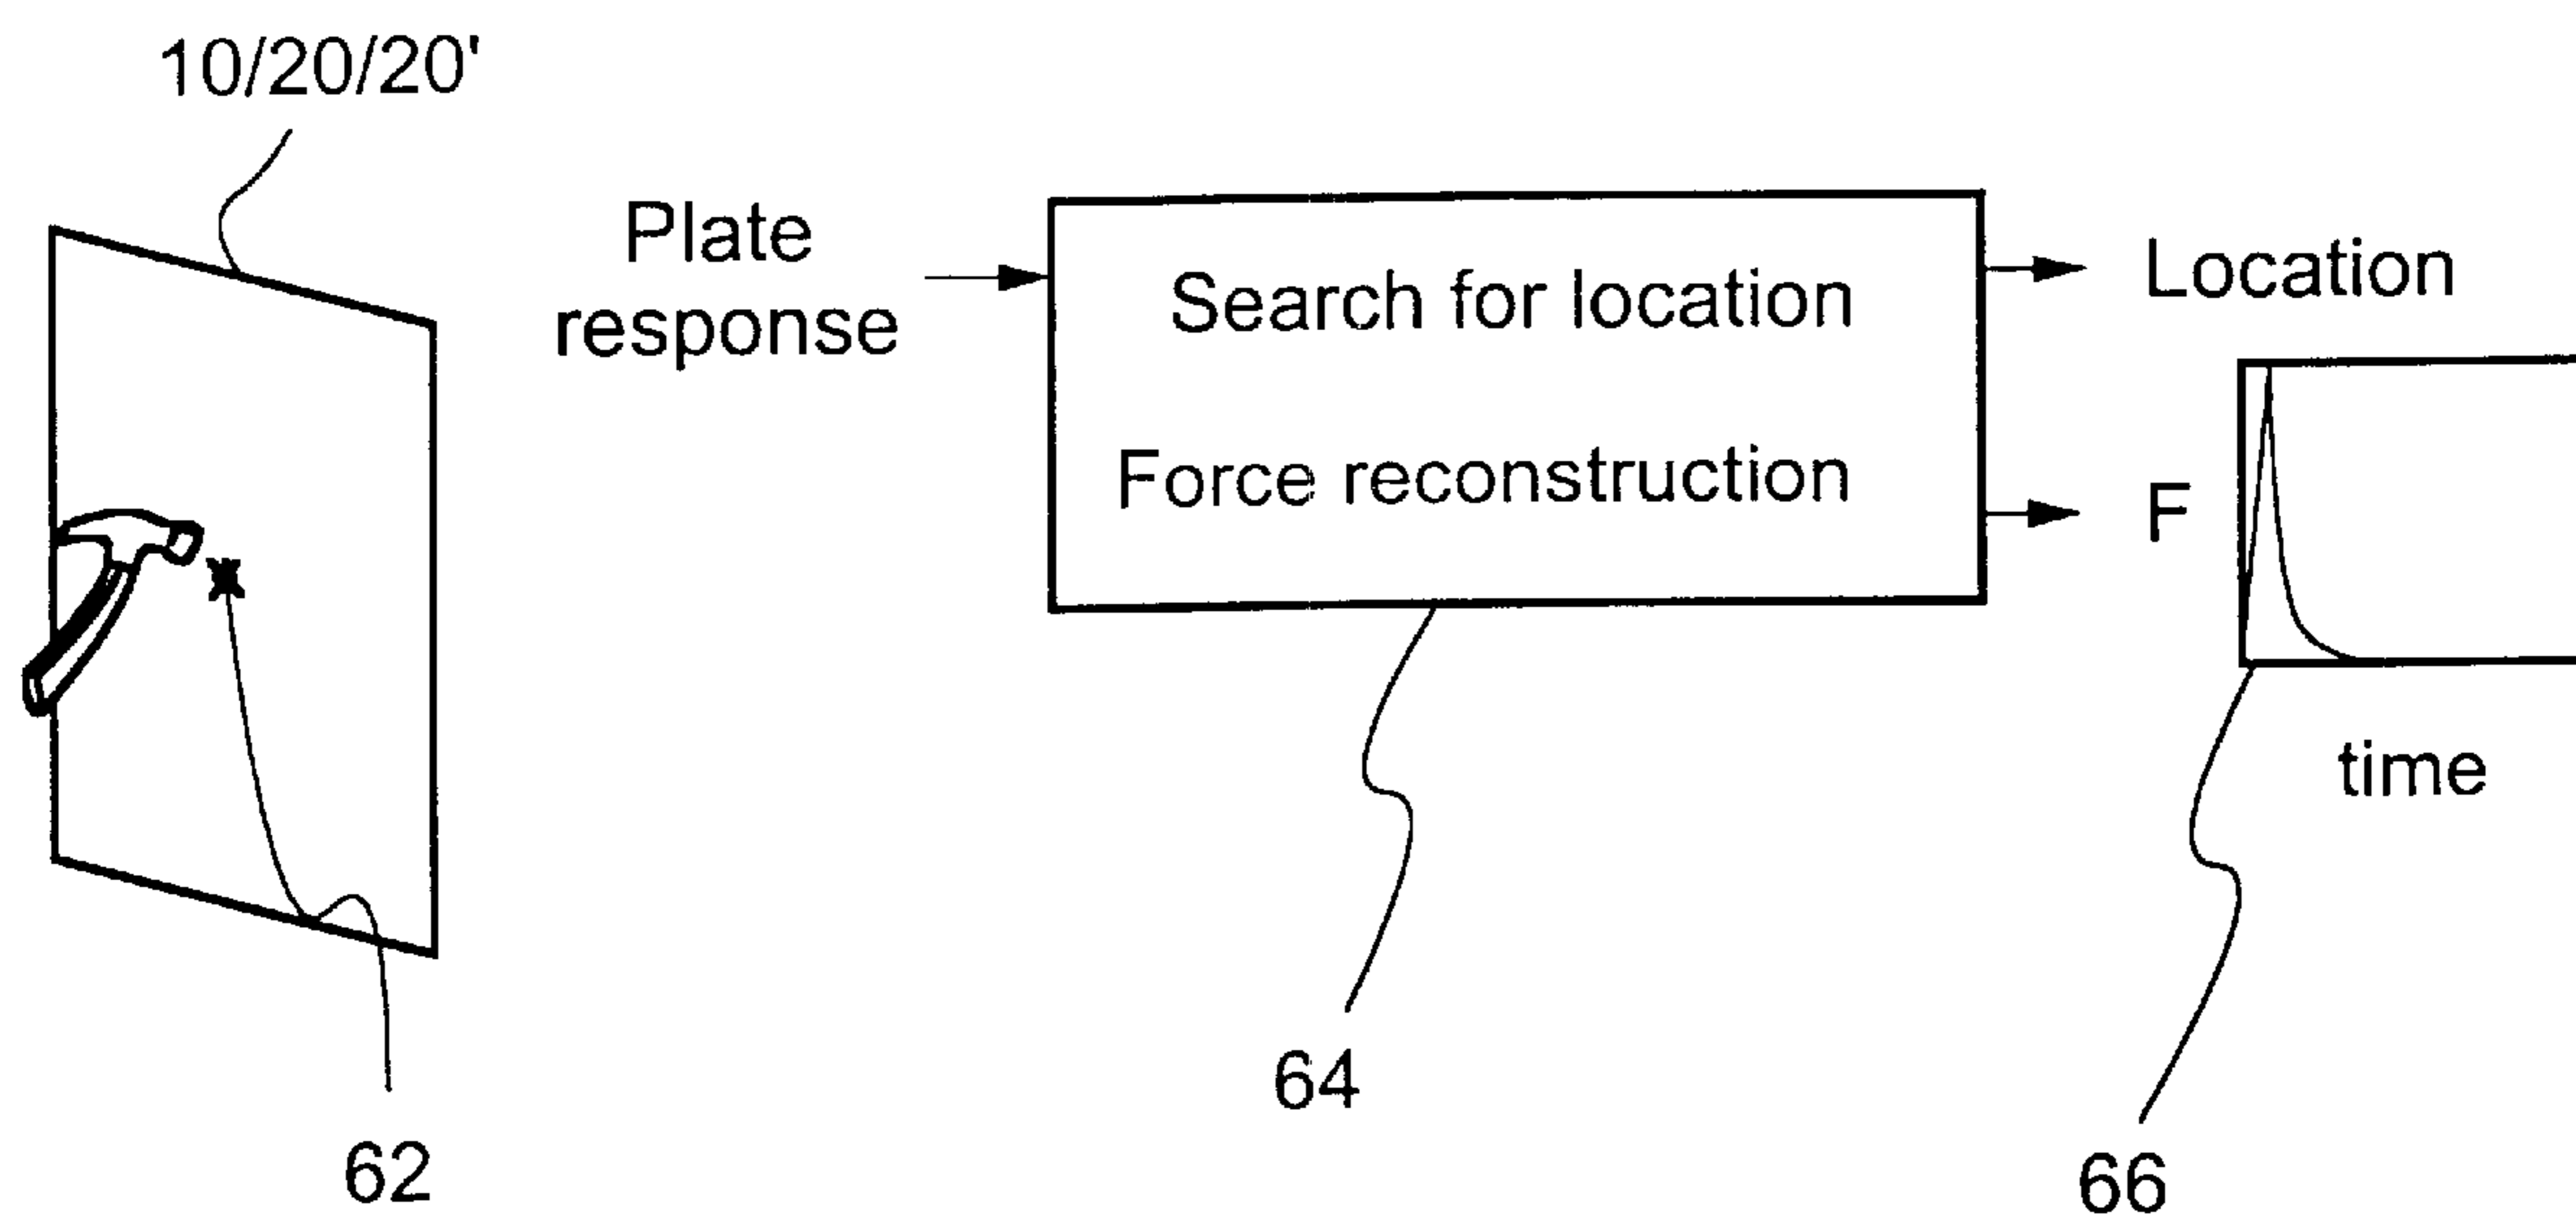 10/20/20'
Plate
response
Search for location
Force reconstruction
Location
F
time
62
64
66